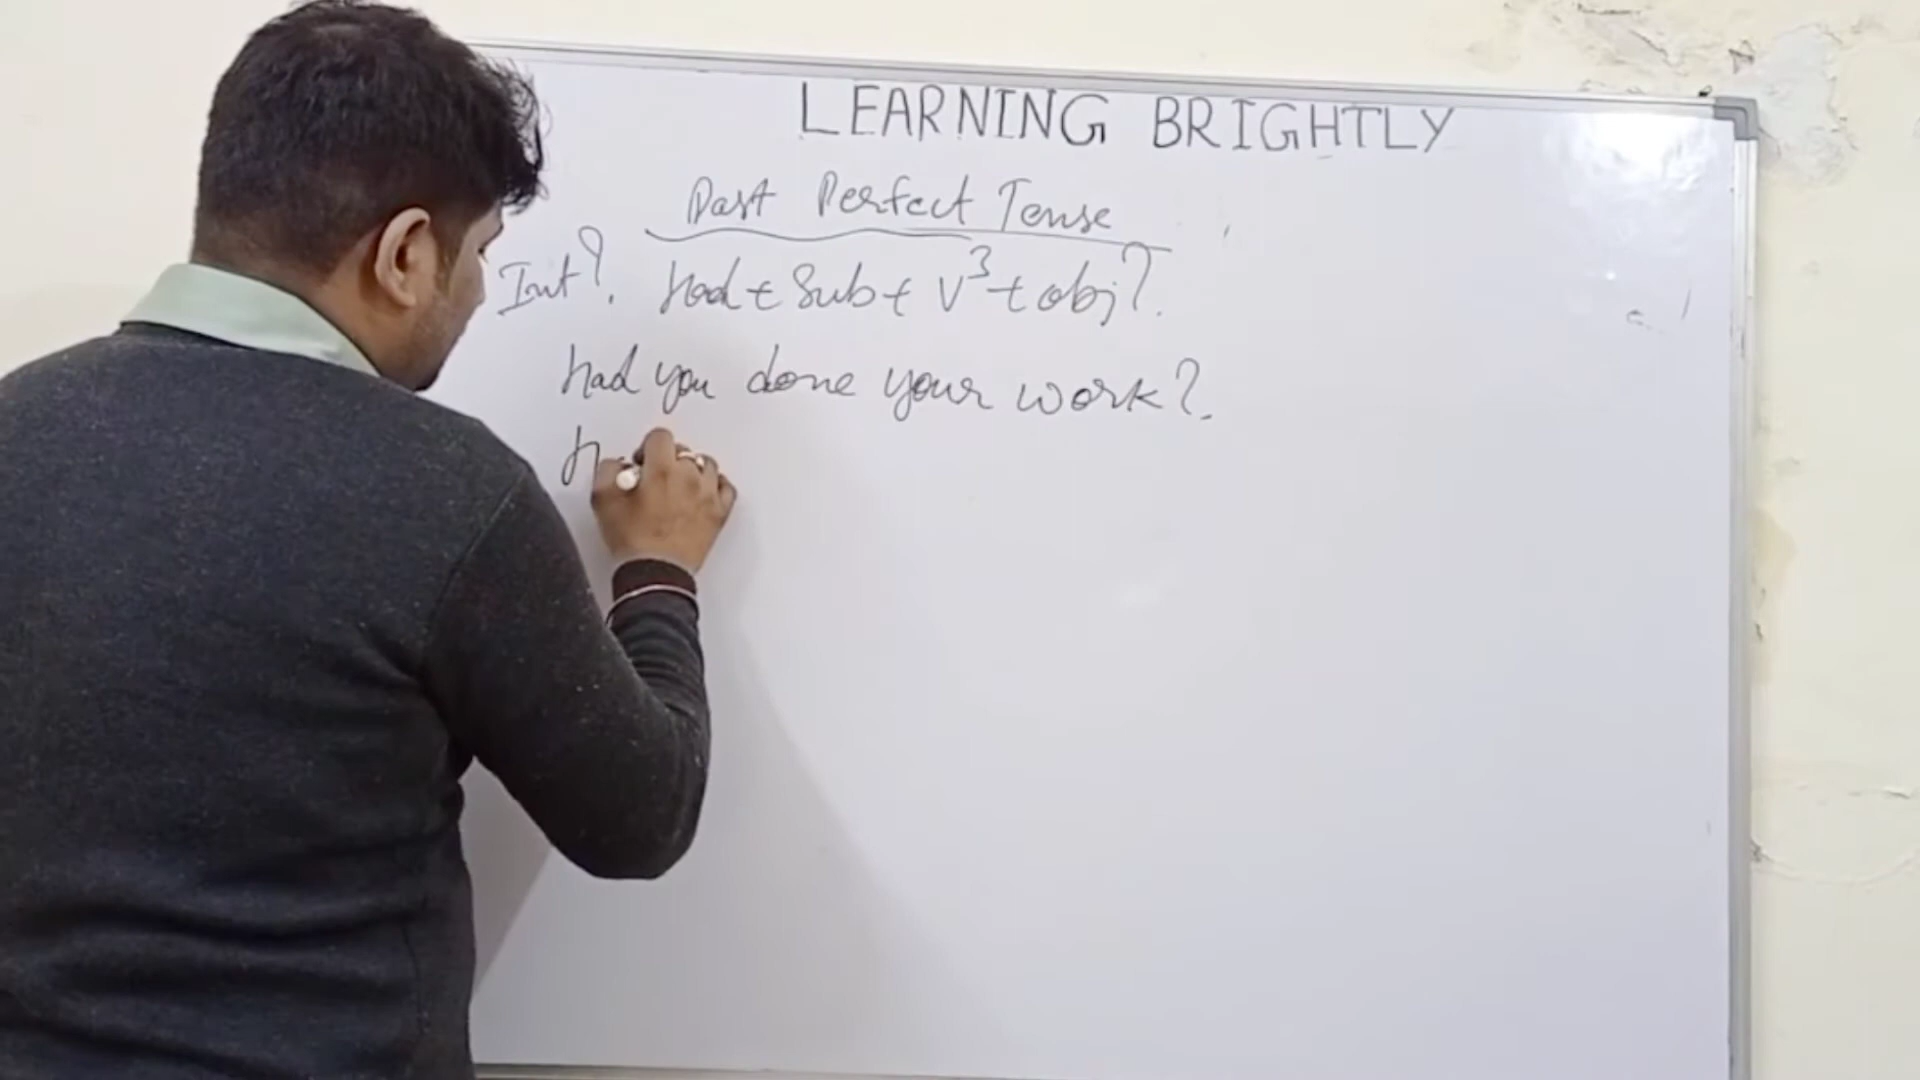 LEARNING BRIGHTLY
Past Perfect Tense
Int?. Had + Sub + V³ + obj?.
had you done your work?.
h